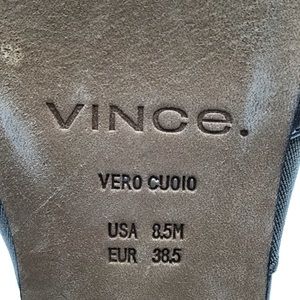 VINCe.
VERO CUOIO
USA 8.5M
EUR 38.5